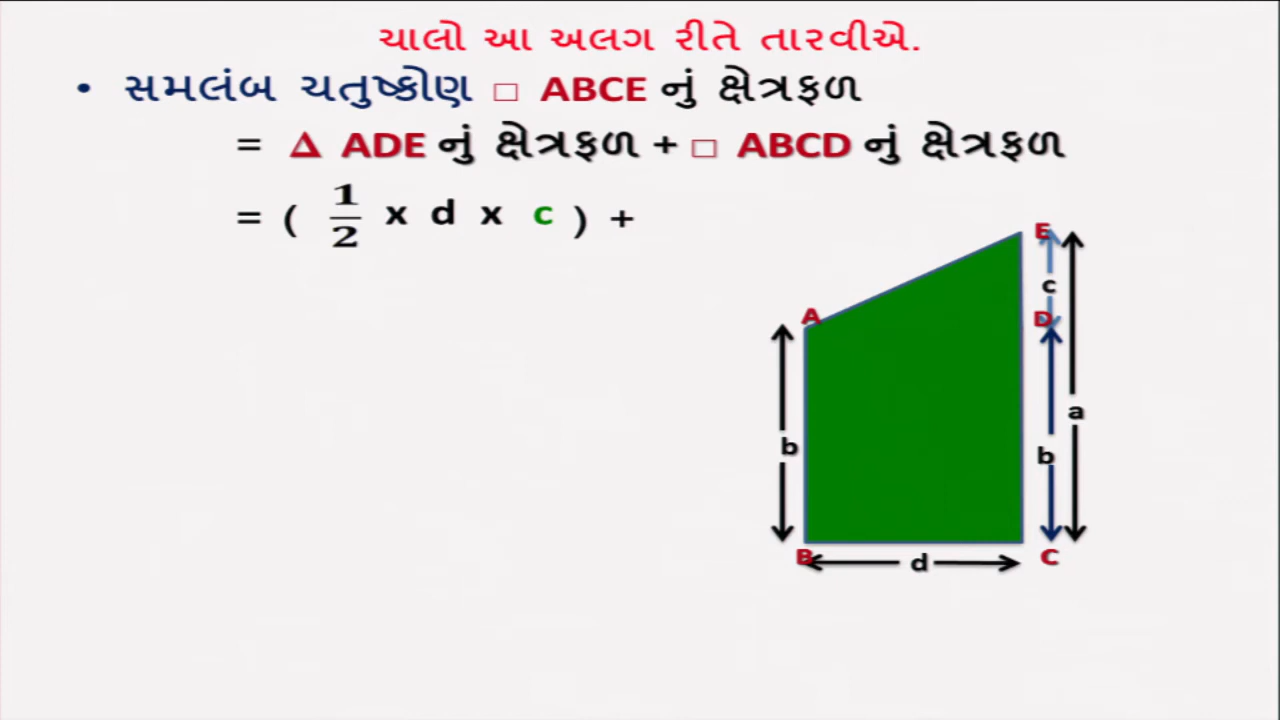 ચાલો આ અલગ રીતે તારવીએ.
• સમલંબ ચતુષ્કોણ □ ABCE નું ક્ષેત્રફળ
= Δ ADE નું ક્ષેત્રફળ + □ ABCD નું ક્ષેત્રફળ
= ( 1/2 x d x c ) +
E
c
A
D
a
b
b
B
d
C